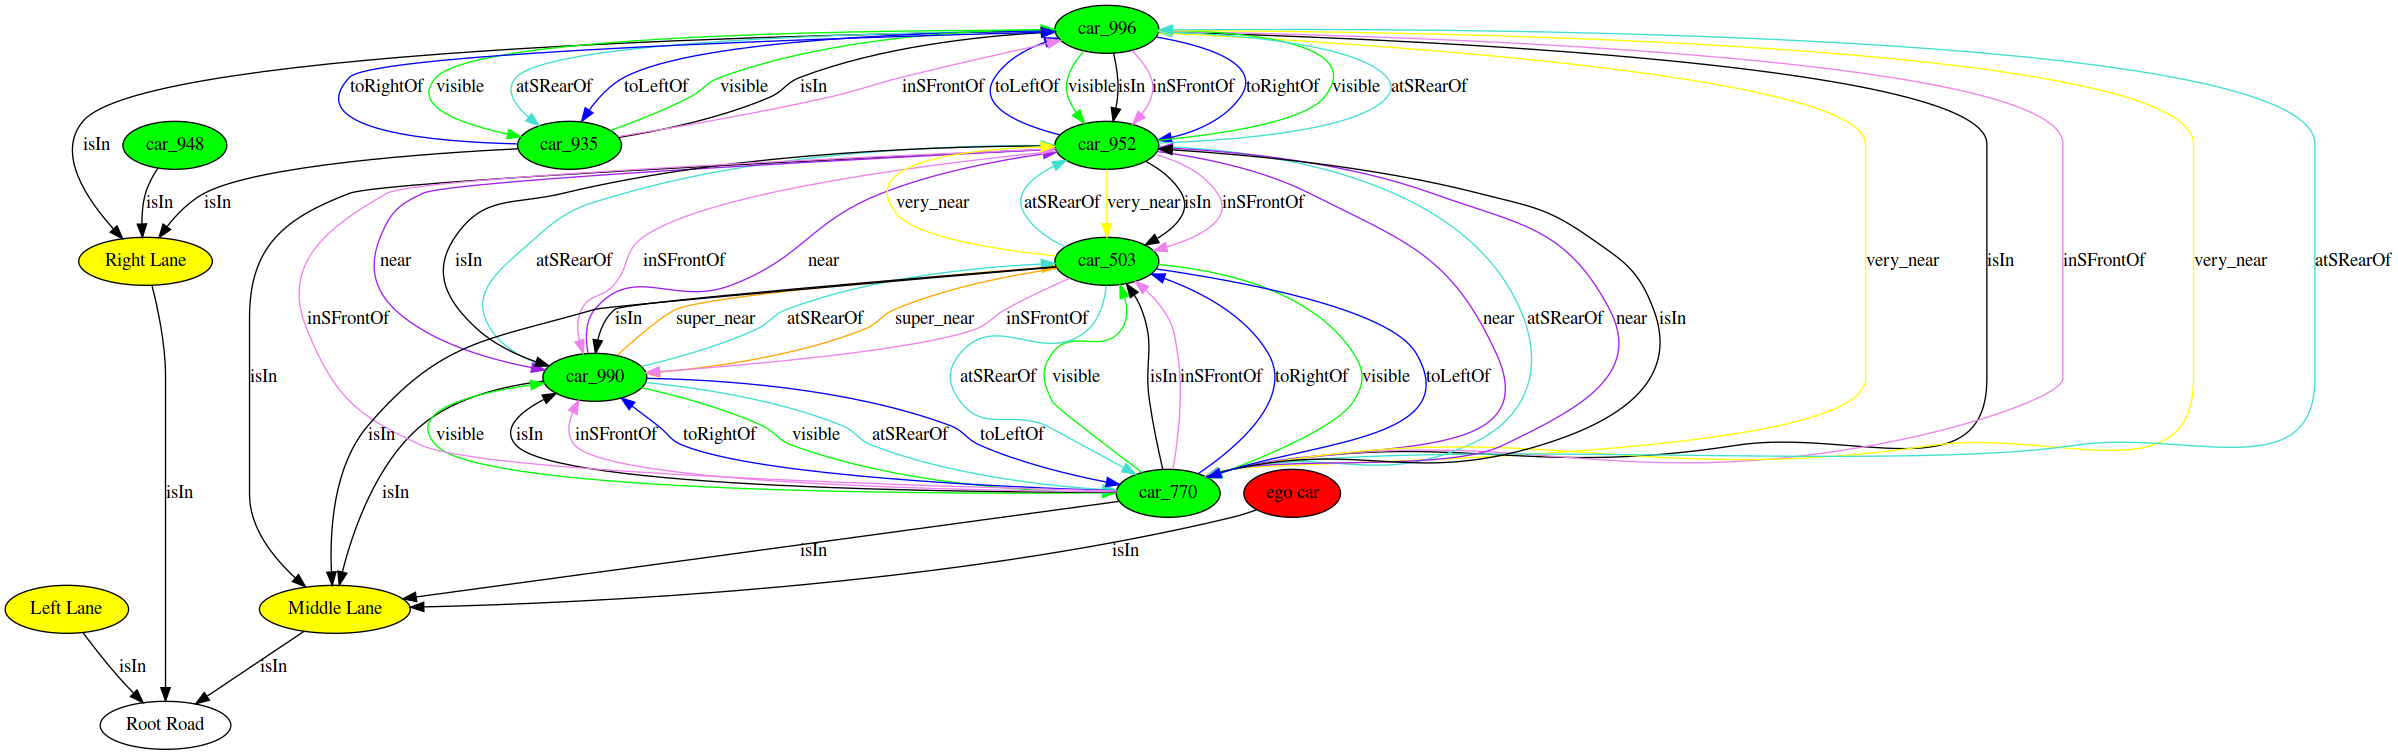 car_996
toRightOf visible atSRearOf toLeftOf visible isIn inSFrontOf toLeftOf visible isIn inSFrontOf toRightOf visible atSRearOf
isIn car_948 car_935 car_952
isIn isIn very_near atSRearOf very_near isIn inSFrontOf
Right Lane near isIn atSRearOf inSFrontOf near car_503 very_near isIn inSFrontOf very_near atSRearOf
inSFrontOf isIn super_near atSRearOf super_near inSFrontOf near atSRearOf near isIn
isIn car_990 atSRearOf visible isIn inSFrontOf toRightOf visible toLeftOf
isIn visible isIn inSFrontOf toRightOf visible atSRearOf toLeftOf
isIn isIn car_770 ego car
isIn isIn
Left Lane Middle Lane
isIn isIn
Root Road